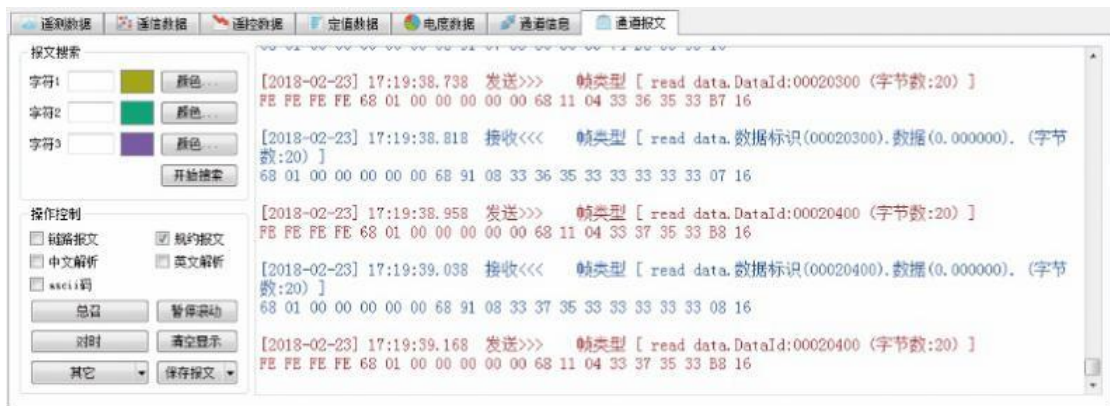 遥测数据 遥信数据 遥控数据 定值数据 电度数据 通道信息 通道报文
报文搜索
字符1 颜色...
字符2 颜色...
字符3 颜色...
开始搜索
操作控制
链路报文 规约报文
中文解析 英文解析
ascii码
总召 暂停滚动
对时 清空显示
其它 保存报文
[2018-02-23] 17:19:38.738 发送>>> 帧类型 [ read data.DataId:00020300 (字节数:20) ]
FE FE FE FE 68 01 00 00 00 00 00 68 11 04 33 36 35 33 B7 16
[2018-02-23] 17:19:38.818 接收<<< 帧类型 [ read data.数据标识(00020300).数据(0.000000). (字节
数:20) ]
68 01 00 00 00 00 00 68 91 08 33 36 35 33 33 33 33 33 07 16
[2018-02-23] 17:19:38.958 发送>>> 帧类型 [ read data.DataId:00020400 (字节数:20) ]
FE FE FE FE 68 01 00 00 00 00 00 68 11 04 33 37 35 33 B8 16
[2018-02-23] 17:19:39.038 接收<<< 帧类型 [ read data.数据标识(00020400).数据(0.000000). (字节
数:20) ]
68 01 00 00 00 00 00 68 91 08 33 37 35 33 33 33 33 33 08 16
[2018-02-23] 17:19:39.168 发送>>> 帧类型 [ read data.DataId:00020400 (字节数:20) ]
FE FE FE FE 68 01 00 00 00 00 00 68 11 04 33 37 35 33 B8 16